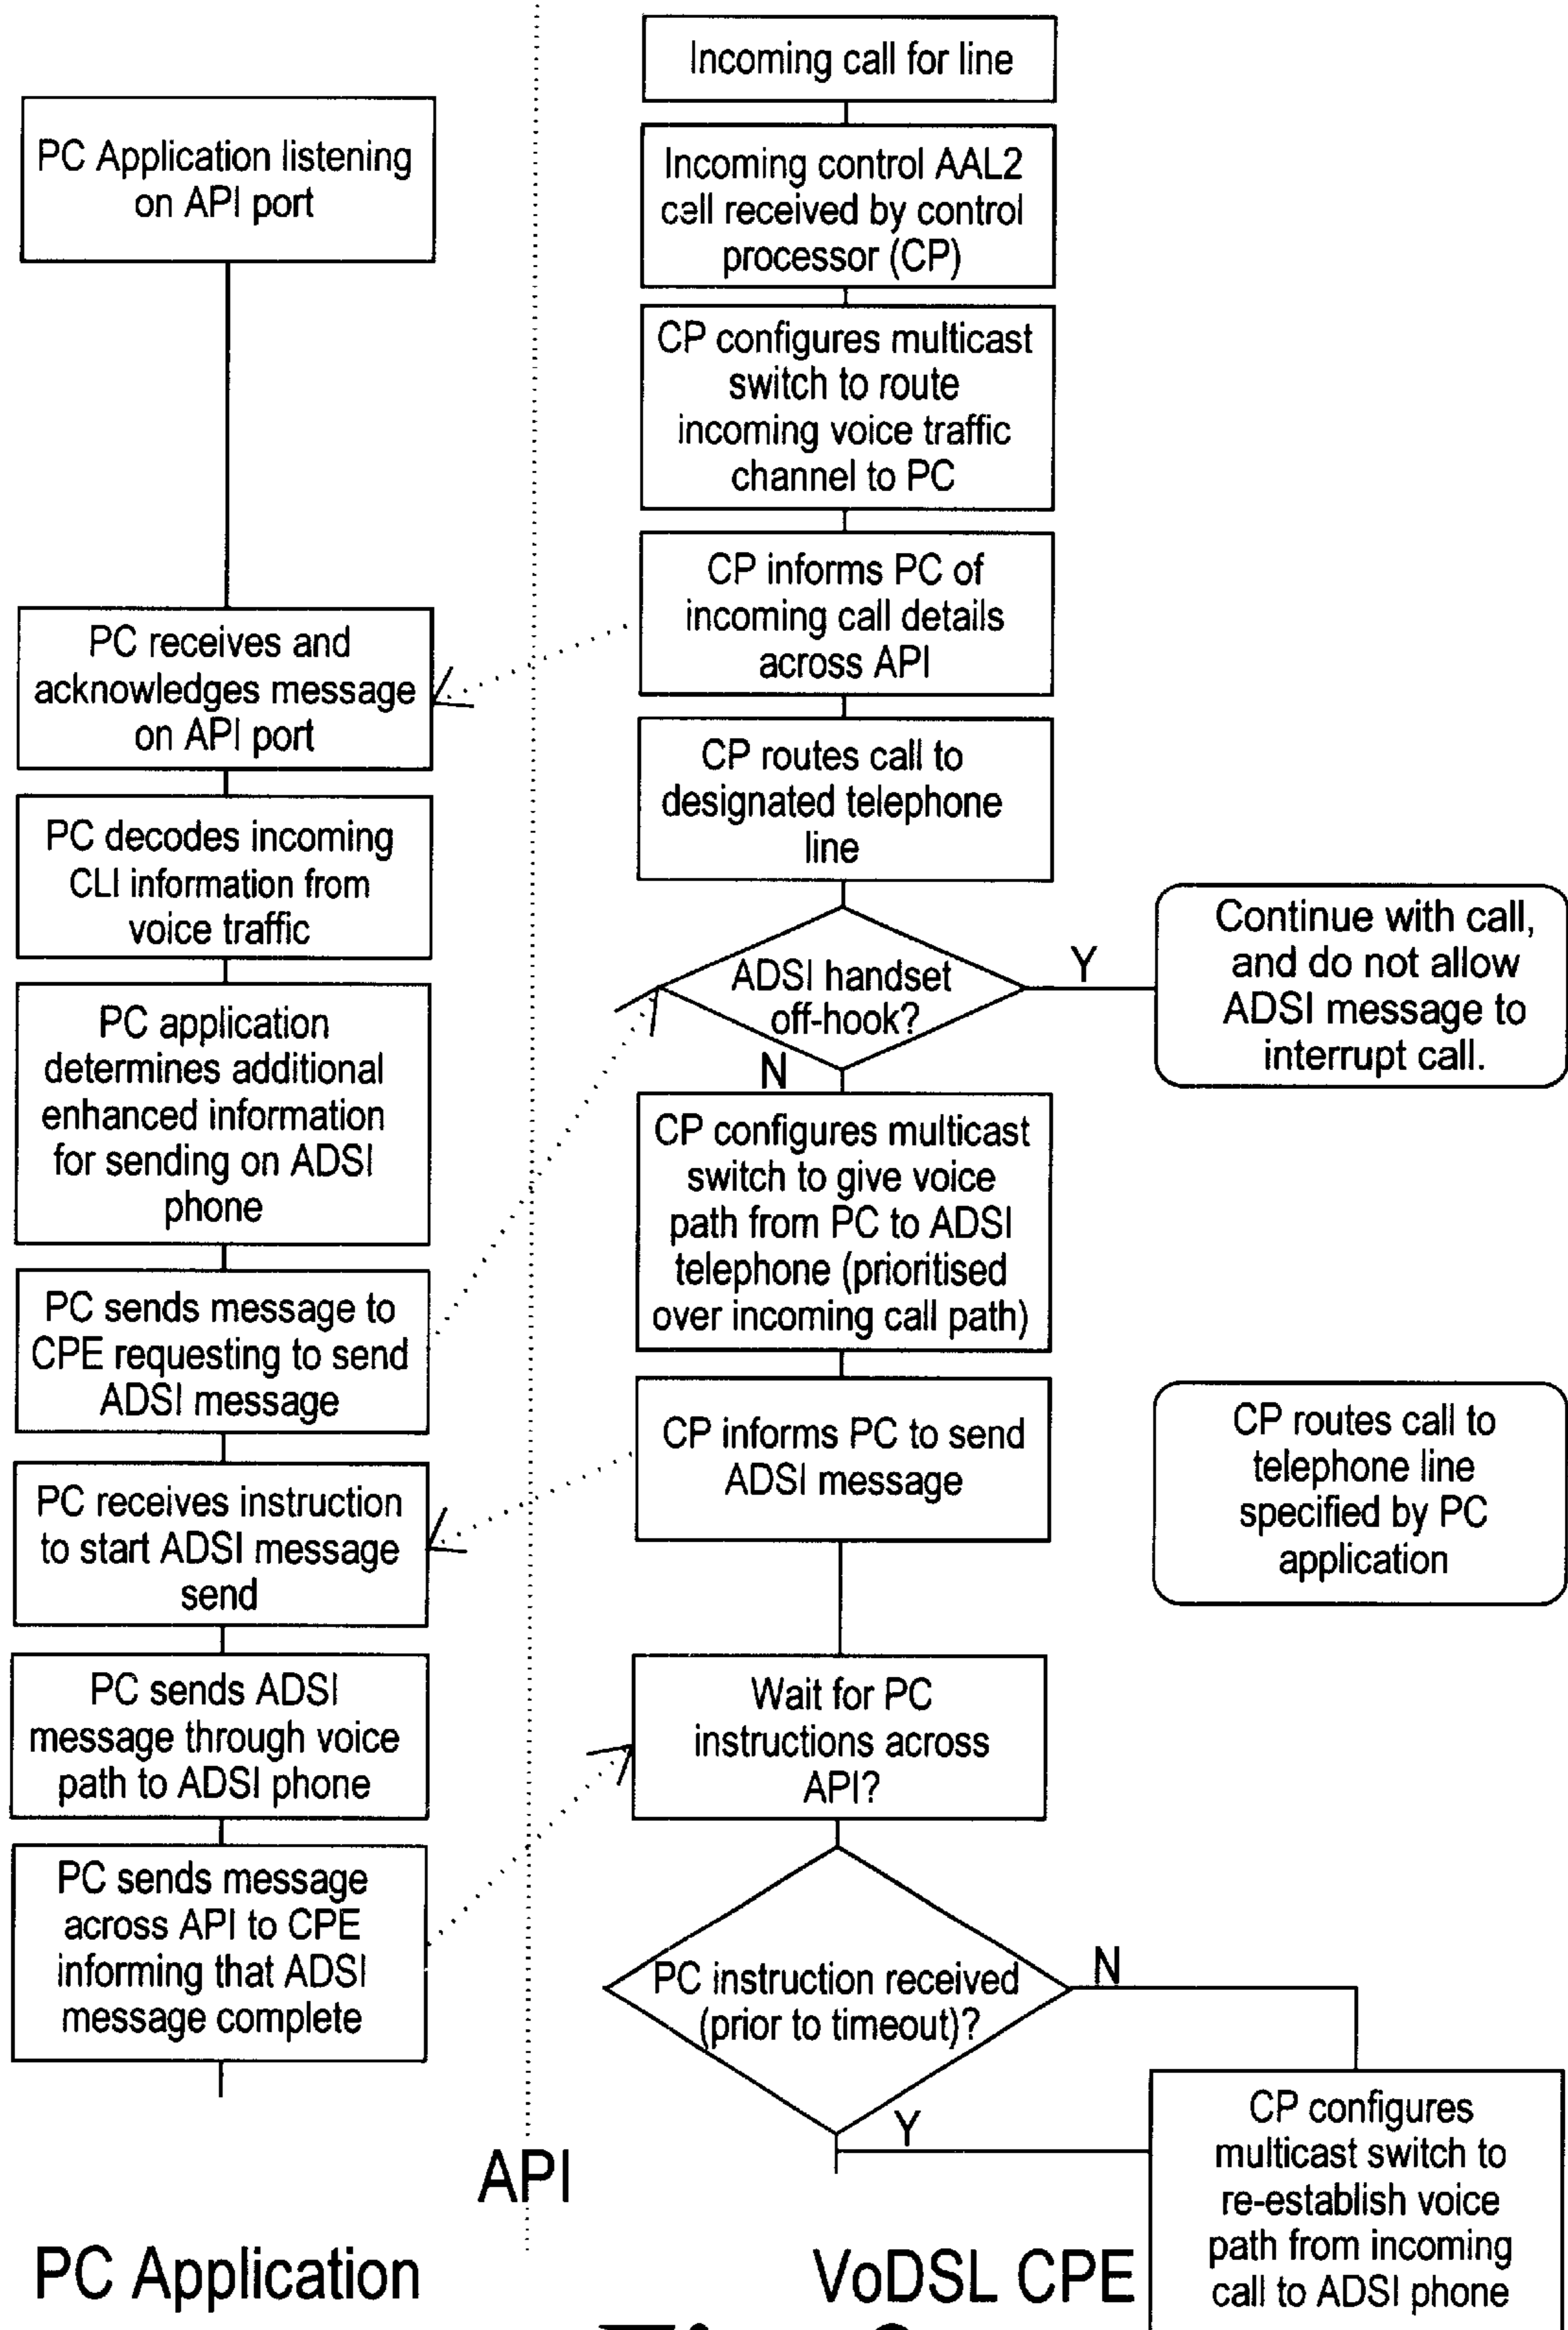 Incoming call for line
PC Application listening
on API port
Incoming control AAL2
call received by control
processor (CP)
CP configures multicast
switch to route
incoming voice traffic
channel to PC
CP informs PC of
incoming call details
across API
PC receives and
acknowledges message
on API port
CP routes call to
designated telephone
line
PC decodes incoming
CLI information from
voice traffic
ADSI handset
off-hook?
Y
N
Continue with call,
and do not allow
ADSI message to
interrupt call.
PC application
determines additional
enhanced information
for sending on ADSI
phone
CP configures multicast
switch to give voice
path from PC to ADSI
telephone (prioritised
over incoming call path)
PC sends message to
CPE requesting to send
ADSI message
CP informs PC to send
ADSI message
CP routes call to
telephone line
specified by PC
application
PC receives instruction
to start ADSI message
send
PC sends ADSI
message through voice
path to ADSI phone
Wait for PC
instructions across
API?
PC sends message
across API to CPE
informing that ADSI
message complete
PC instruction received
(prior to timeout)?
N
Y
CP configures
multicast switch to
re-establish voice
path from incoming
call to ADSI phone
API
PC Application
VoDSL CPE